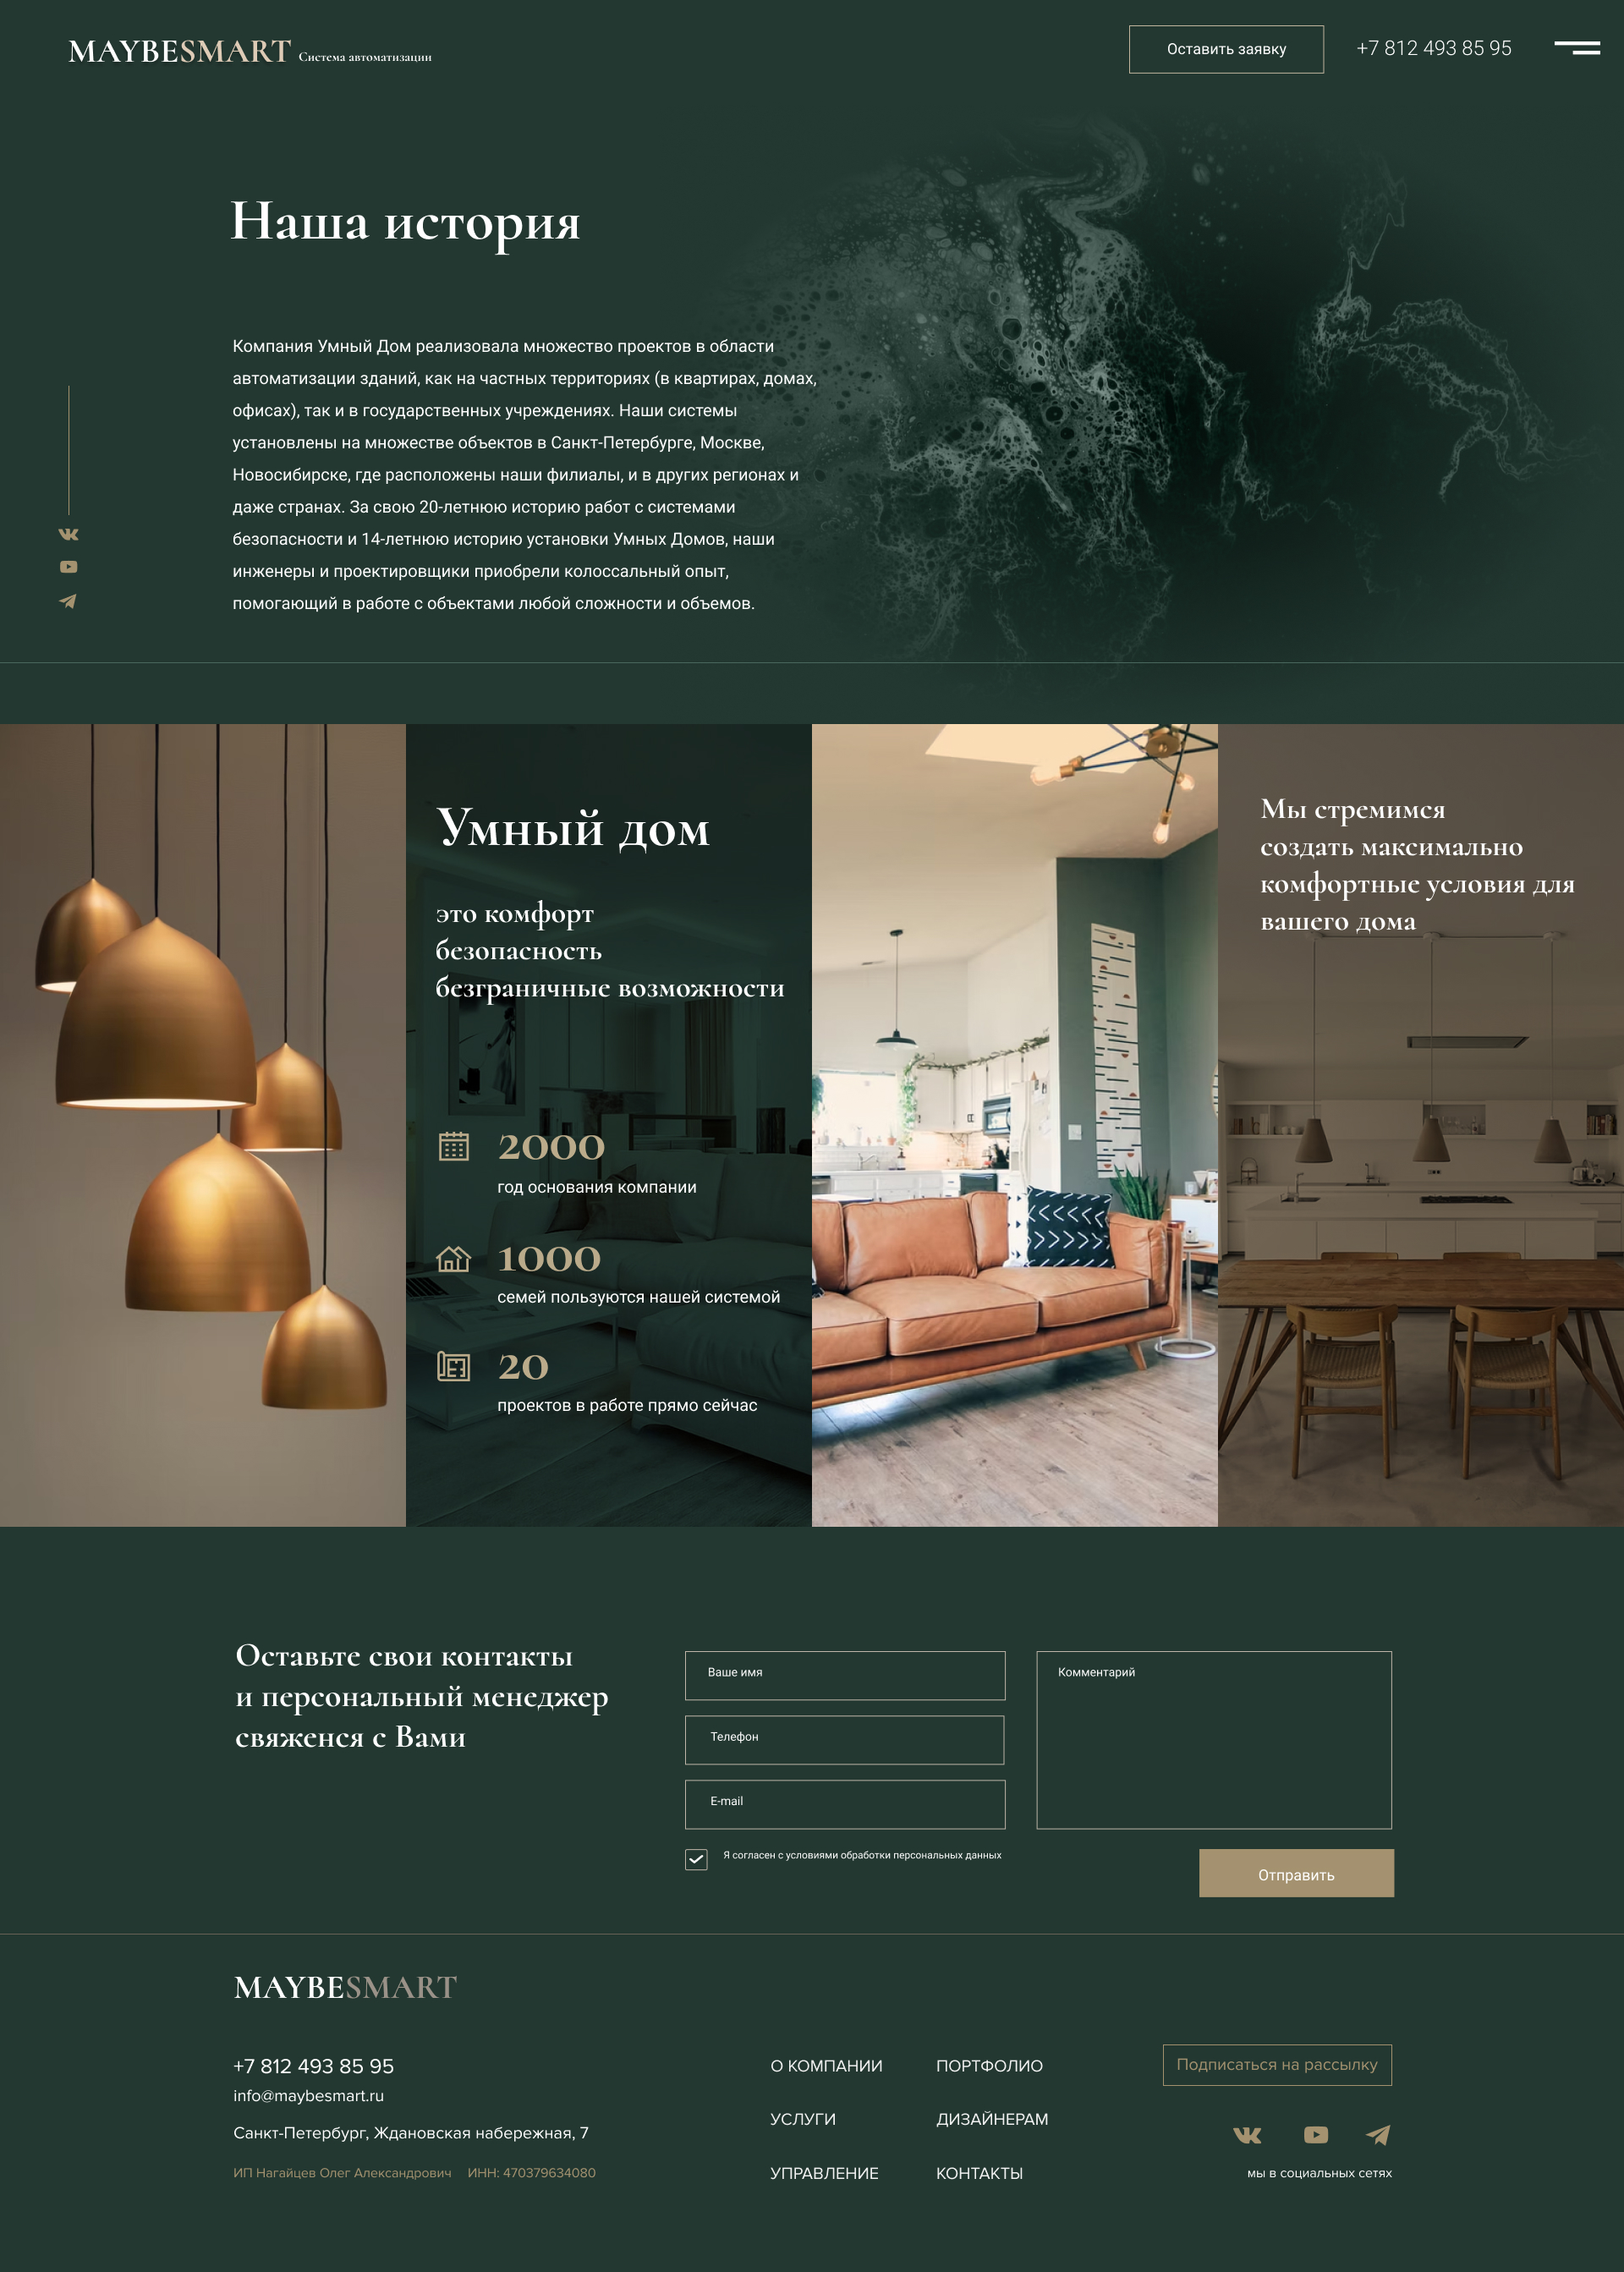 MAYBESMART Система автоматизации
Оставить заявку
+7 812 493 85 95
Наша история
Компания Умный Дом реализовала множество проектов в области
автоматизации зданий, как на частных территориях (в квартирах, домах,
офисах), так и в государственных учреждениях. Наши системы
установлены на множестве объектов в Санкт-Петербурге, Москве,
Новосибирске, где расположены наши филиалы, и в других регионах и
даже странах. За свою 20-летнюю историю работ с системами
безопасности и 14-летнюю историю установки Умных Домов, наши
инженеры и проектировщики приобрели колоссальный опыт,
помогающий в работе с объектами любой сложности и объемов.
Умный дом
это комфорт
безопасность
безграничные возможности
2000
год основания компании
1000
семей пользуются нашей системой
20
проектов в работе прямо сейчас
Мы стремимся
создать максимально
комфортные условия для
вашего дома
Оставьте свои контакты
и персональный менеджер
свяженся с Вами
Ваше имя
Телефон
E-mail
Комментарий
Я согласен с условиями обработки персональных данных
Отправить
MAYBESMART
+7 812 493 85 95
info@maybesmart.ru
Санкт-Петербург, Ждановская набережная, 7
ИП Нагайцев Олег Александрович ИНН: 470379634080
О КОМПАНИИ
УСЛУГИ
УПРАВЛЕНИЕ
ПОРТФОЛИО
ДИЗАЙНЕРАМ
КОНТАКТЫ
Подписаться на рассылку
мы в социальных сетях